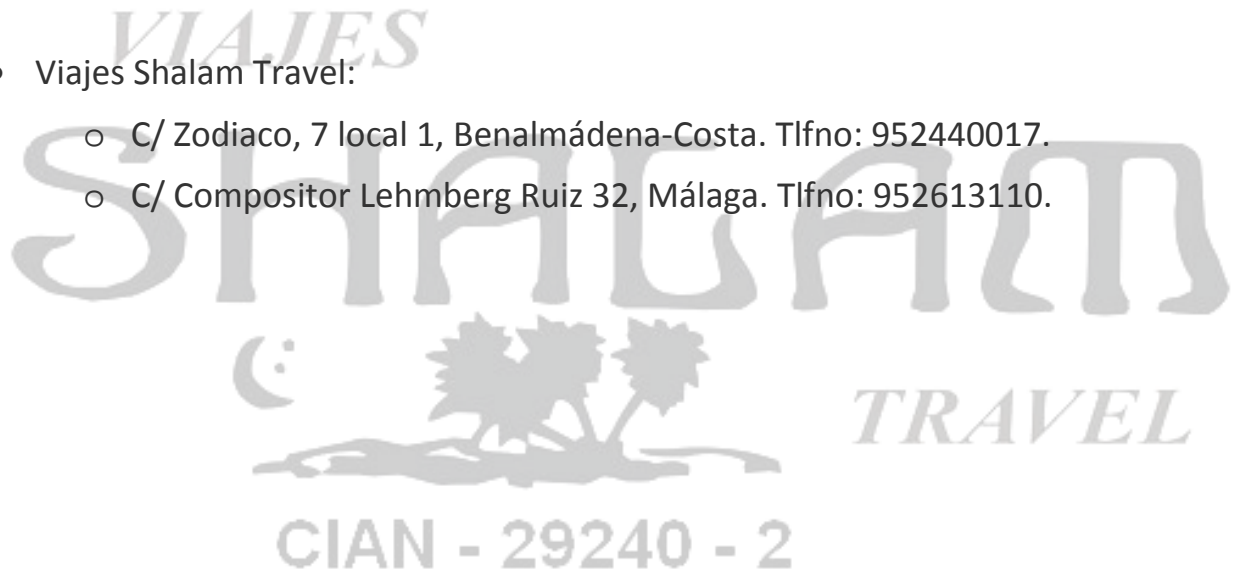 VIAJES
• Viajes Shalam Travel:
o C/ Zodiaco, 7 local 1, Benalmádena-Costa. Tlfno: 952440017.
o C/ Compositor Lehmberg Ruiz 32, Málaga. Tlfno: 952613110.
SHALAM
TRAVEL
CIAN - 29240 - 2